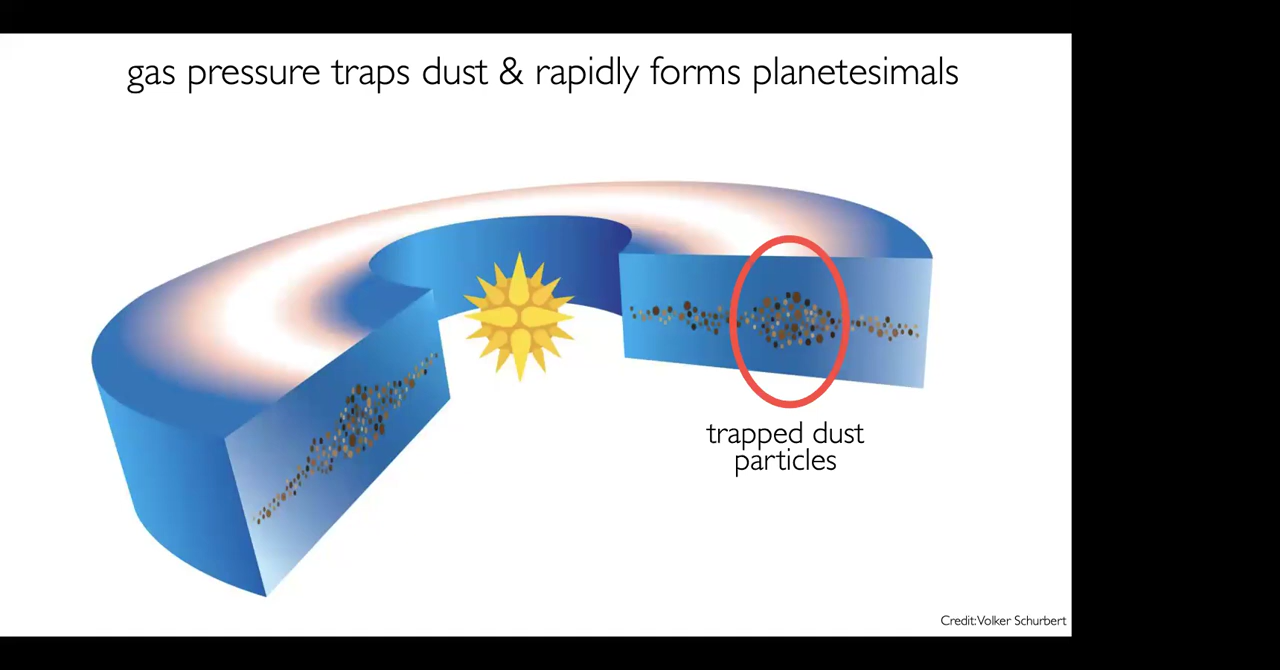 gas pressure traps dust & rapidly forms planetesimals
trapped dust
particles
Credit:Volker Schurbert